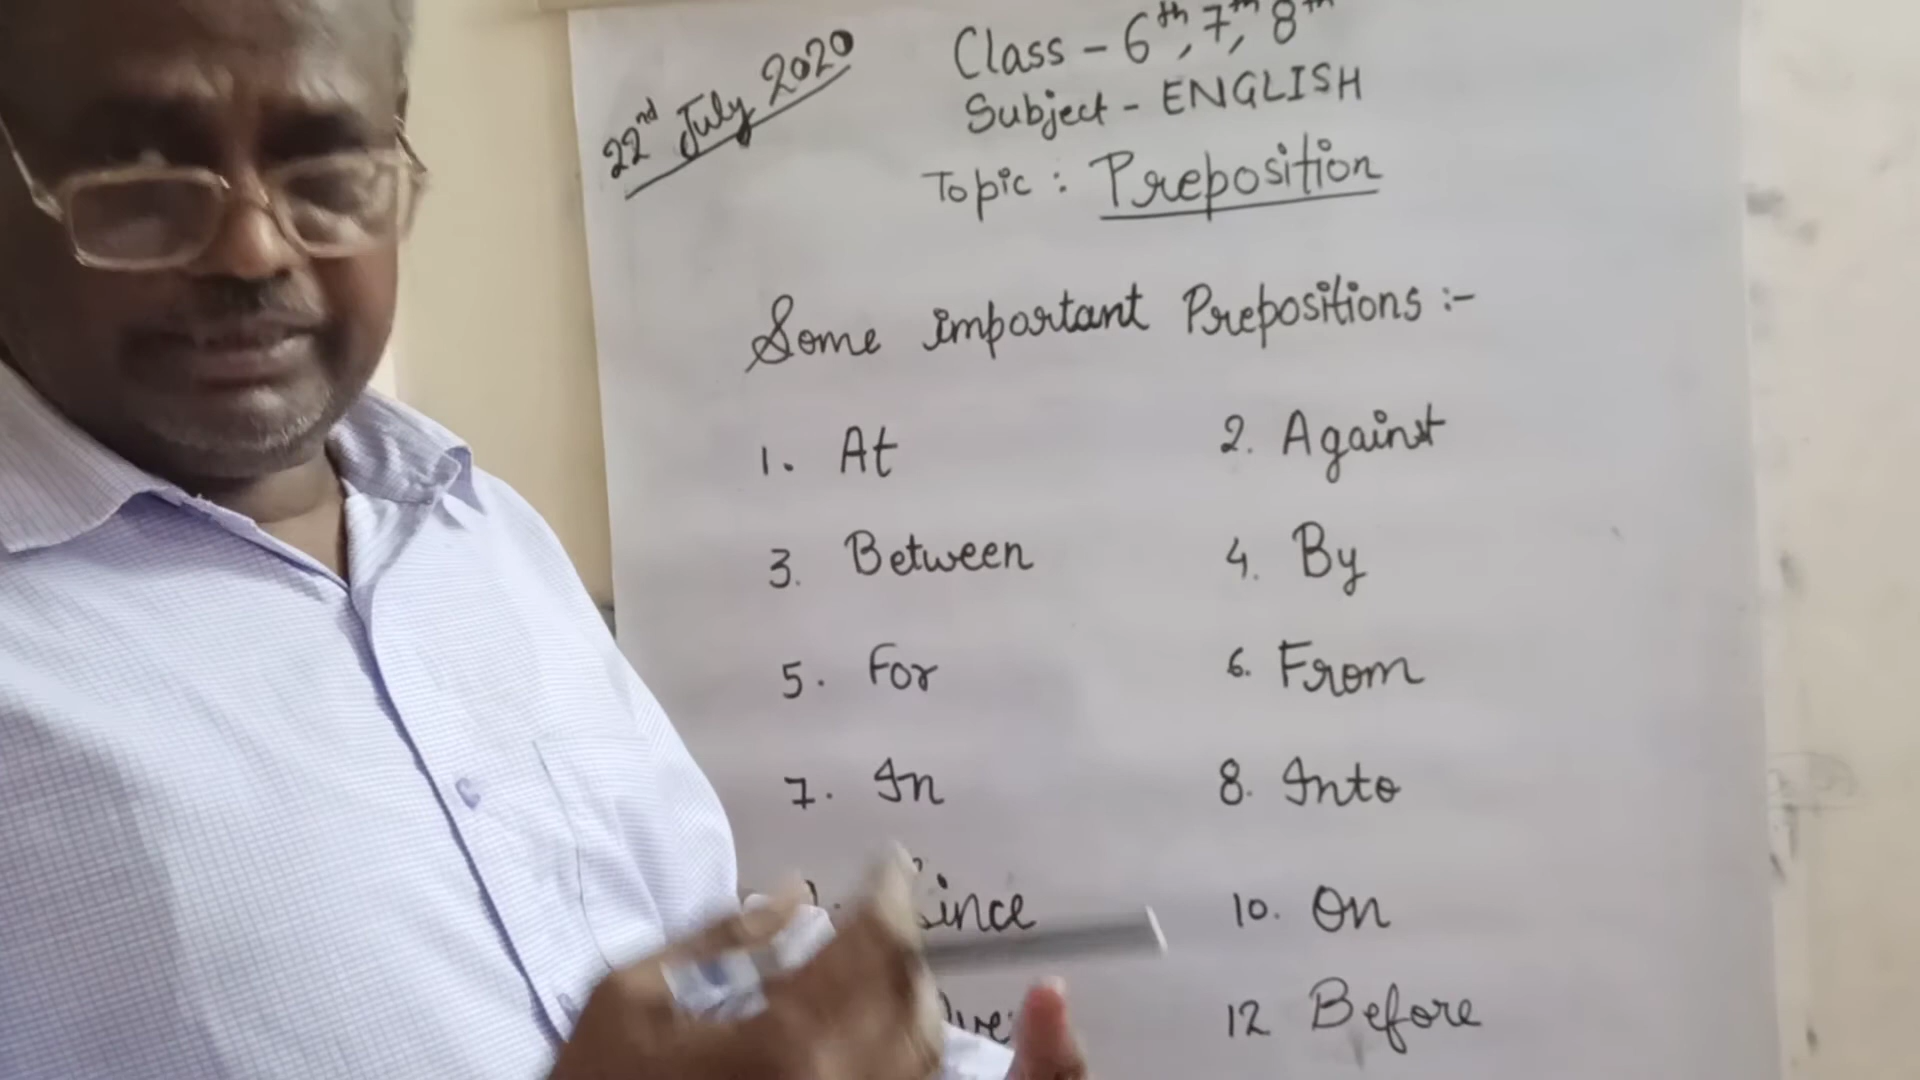 22nd July 2020
Class - 6th, 7th, 8th
Subject - ENGLISH
Topic : Preposition
Some important Prepositions :-
1. At 2. Against
3. Between 4. By
5. For 6. From
7. In 8. Into
Since 10. On
12 Before